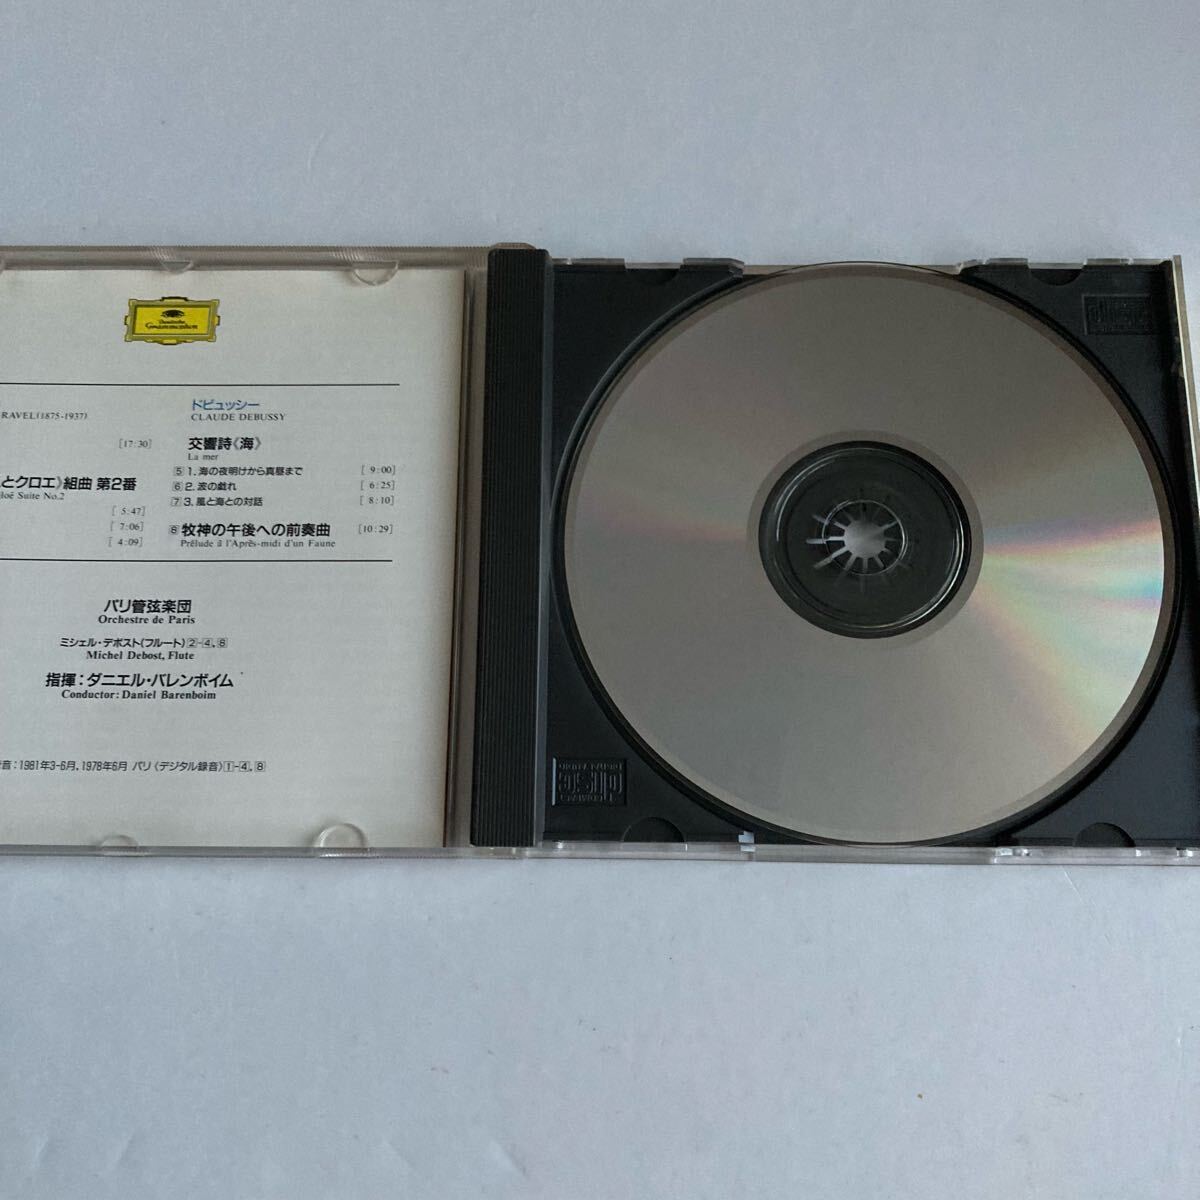 Deutsche
Grammophon
RAVEL(1875-1937)
[17:30]
とクロエ》組曲 第2番
loé Suite No.2
[ 5:47]
[ 7:06]
[ 4:09]
ドビュッシー
CLAUDE DEBUSSY
交響詩《海》
La mer
5 1. 海の夜明けから真昼まで [ 9:00]
6 2. 波の戯れ [ 6:25]
7 3. 風と海との対話 [ 8:10]
8 牧神の午後への前奏曲 [10:29]
Prélude à l'Après-midi d'un Faune
パリ管弦楽団
Orchestre de Paris
ミシェル・デボスト(フルート)2-4, 8
Michel Debost, Flute
指揮:ダニエル・バレンボイム
Conductor: Daniel Barenboim
音:1981年3-6月, 1978年6月 パリ〈デジタル録音〉1-4, 8
COMPACT
disc
DIGITAL AUDIO